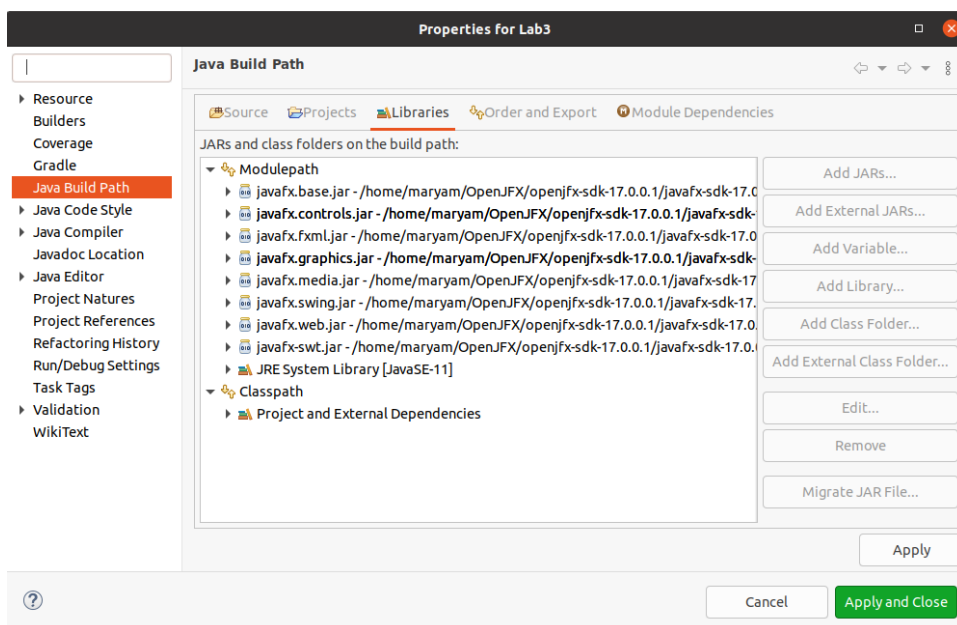 Properties for Lab3
Java Build Path
Resource
Builders
Coverage
Gradle
Java Build Path
Java Code Style
Java Compiler
Javadoc Location
Java Editor
Project Natures
Project References
Refactoring History
Run/Debug Settings
Task Tags
Validation
WikiText
Source Projects Libraries Order and Export Module Dependencies
JARs and class folders on the build path:
Modulepath
javafx.base.jar - /home/maryam/OpenJFX/openjfx-sdk-17.0.0.1/javafx-sdk-17.0
javafx.controls.jar - /home/maryam/OpenJFX/openjfx-sdk-17.0.0.1/javafx-sdk-
javafx.fxml.jar - /home/maryam/OpenJFX/openjfx-sdk-17.0.0.1/javafx-sdk-17.0
javafx.graphics.jar - /home/maryam/OpenJFX/openjfx-sdk-17.0.0.1/javafx-sdk-
javafx.media.jar - /home/maryam/OpenJFX/openjfx-sdk-17.0.0.1/javafx-sdk-17.
javafx.swing.jar - /home/maryam/OpenJFX/openjfx-sdk-17.0.0.1/javafx-sdk-17.
javafx.web.jar - /home/maryam/OpenJFX/openjfx-sdk-17.0.0.1/javafx-sdk-17.0.
javafx-swt.jar - /home/maryam/OpenJFX/openjfx-sdk-17.0.0.1/javafx-sdk-17.0.
JRE System Library [JavaSE-11]
Classpath
Project and External Dependencies
Add JARs...
Add External JARs...
Add Variable...
Add Library...
Add Class Folder...
Add External Class Folder...
Edit...
Remove
Migrate JAR File...
Apply
Cancel
Apply and Close